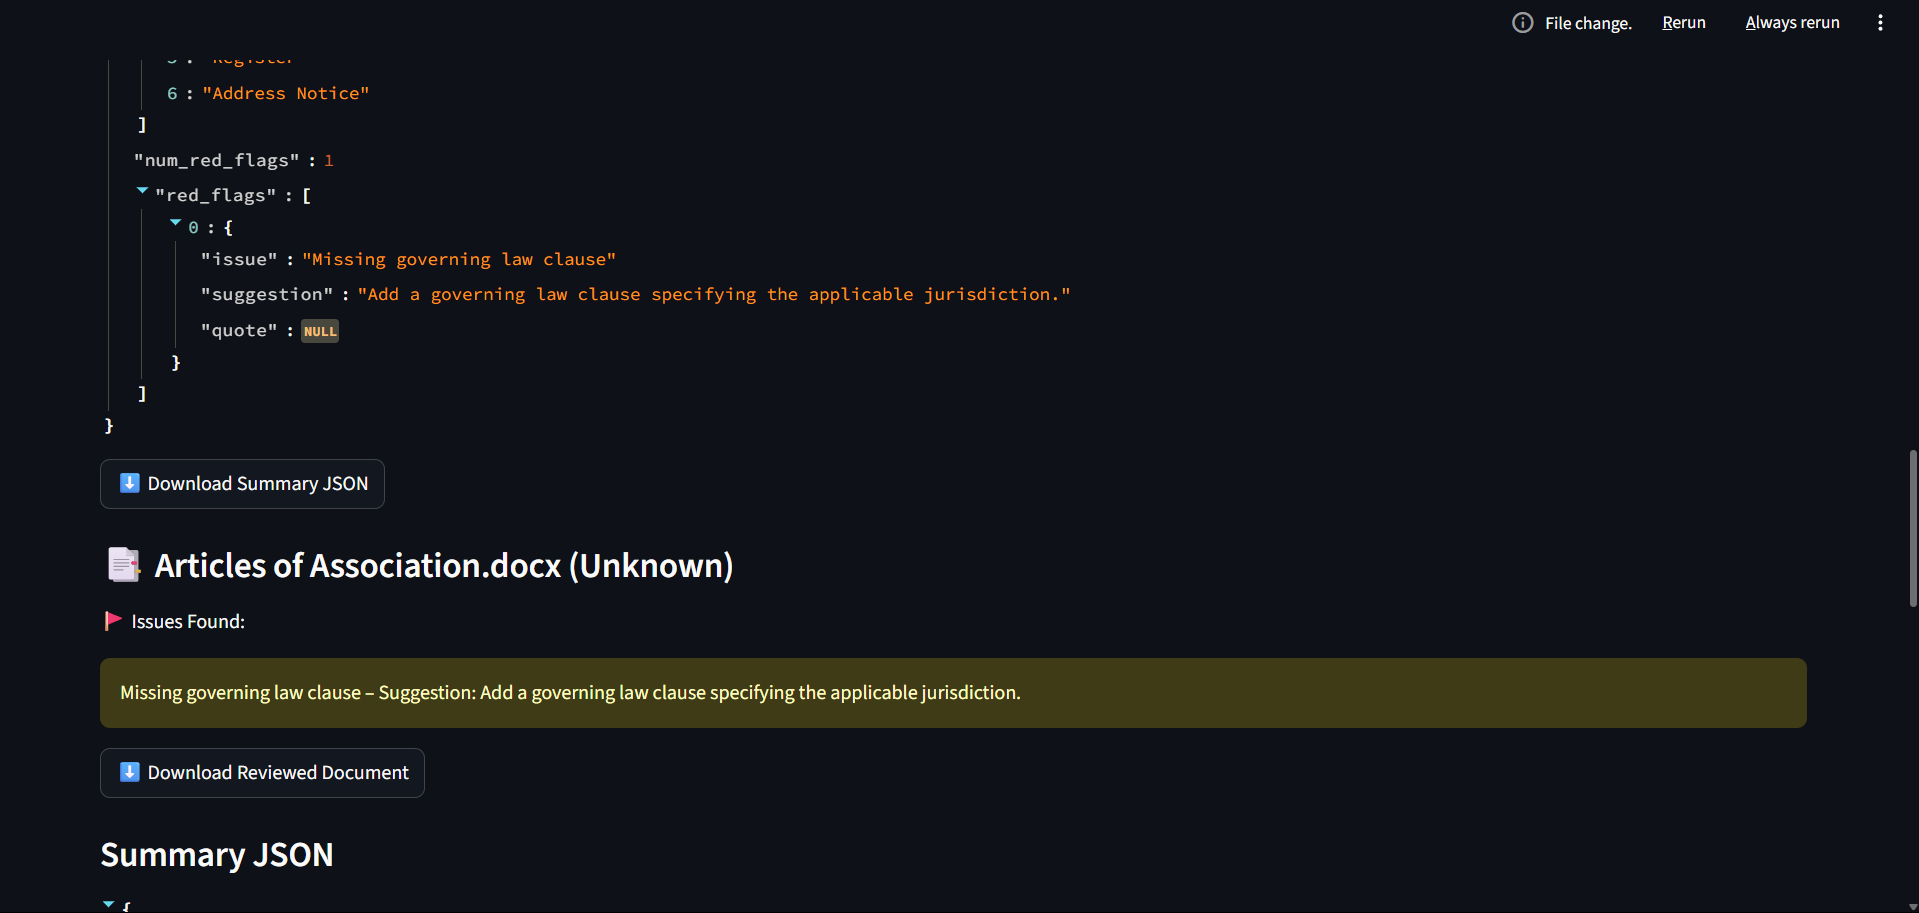 File change. Rerun Always rerun
5 : "Register"
6 : "Address Notice"
]
"num_red_flags" : 1
"red_flags" : [
0 : {
"issue" : "Missing governing law clause"
"suggestion" : "Add a governing law clause specifying the applicable jurisdiction."
"quote" : NULL
}
]
}
Download Summary JSON
Articles of Association.docx (Unknown)
Issues Found:
Missing governing law clause – Suggestion: Add a governing law clause specifying the applicable jurisdiction.
Download Reviewed Document
Summary JSON
{